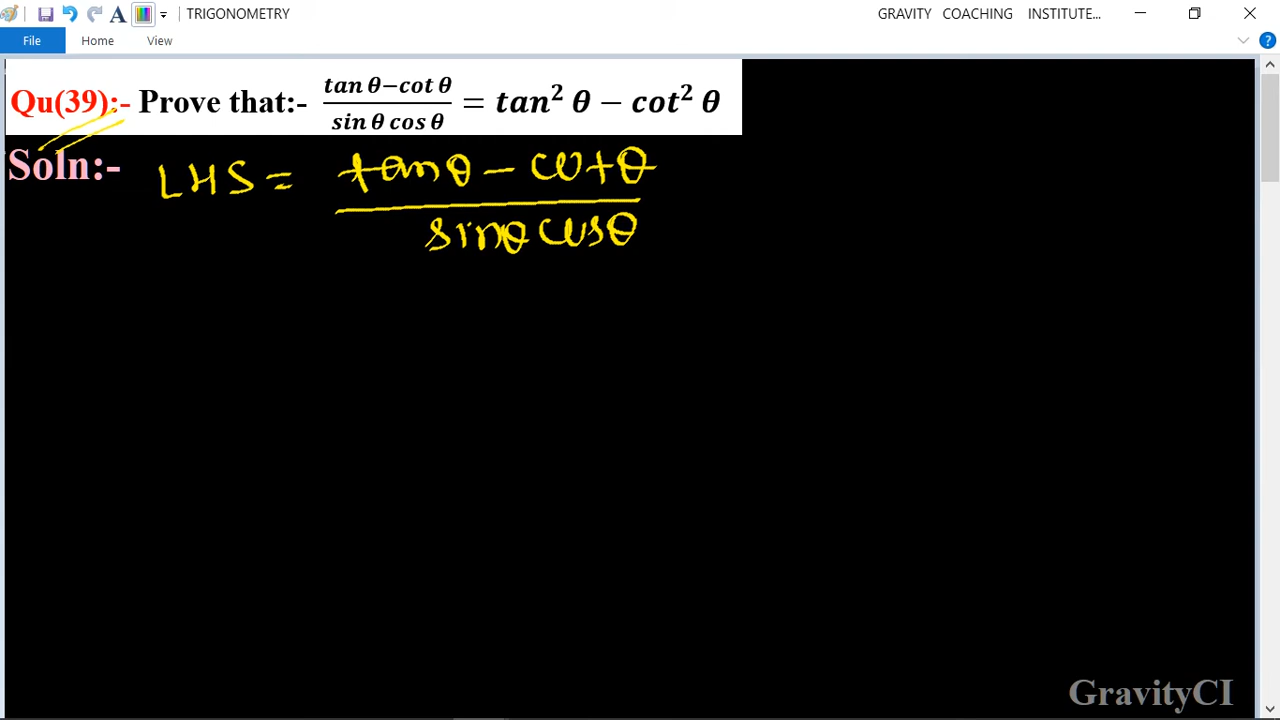 TRIGONOMETRY GRAVITY COACHING INSTITUTE...
File Home View
Qu(39):- Prove that:- (tan θ−cot θ)/(sin θ cos θ) = tan² θ − cot² θ
Soln:- LHS = (tanθ − cotθ)/(sinθ cosθ)
GravityCI